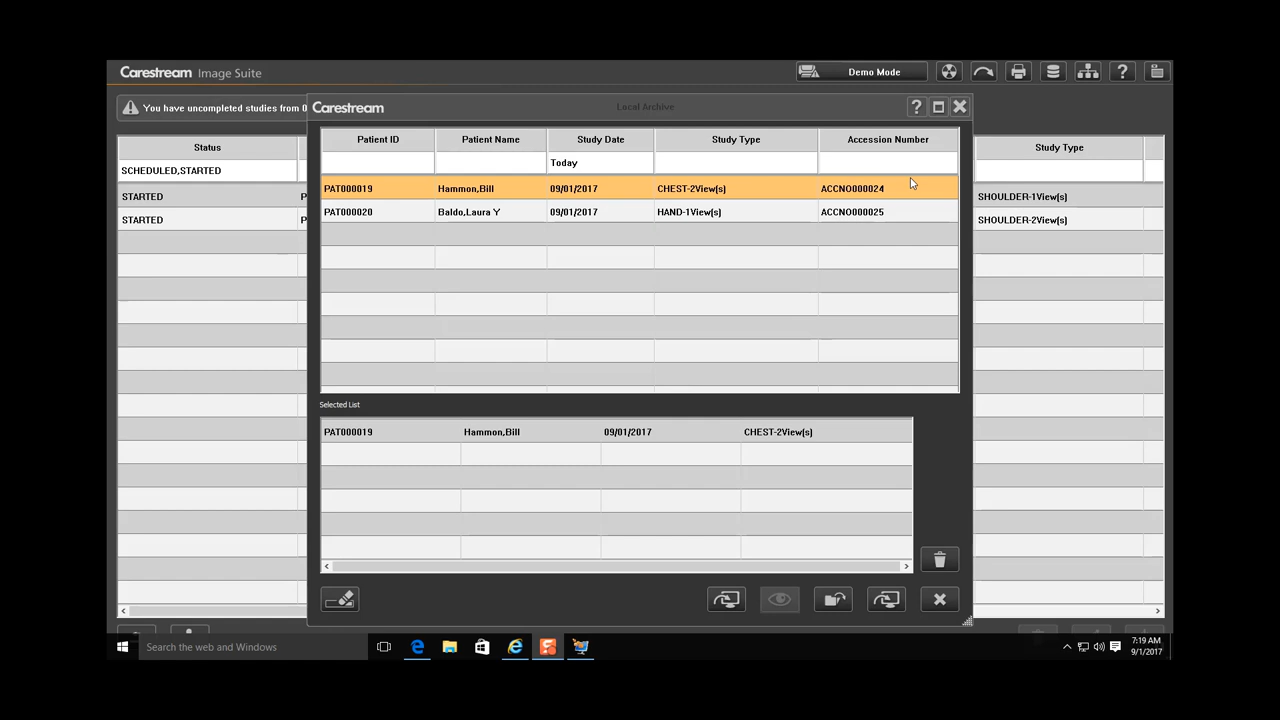 Carestream Image Suite
Demo Mode
?
You have uncompleted studies from 0
Carestream
Local Archive
?
Status
Patient ID
Patient Name
Study Date
Study Type
Accession Number
Study Type
SCHEDULED,STARTED
Today
STARTED
P
PAT000019
Hammon,Bill
09/01/2017
CHEST-2View(s)
ACCNO000024
SHOULDER-1View(s)
STARTED
P
PAT000020
Baldo,Laura Y
09/01/2017
HAND-1View(s)
ACCNO000025
SHOULDER-2View(s)
Selected List
PAT000019
Hammon,Bill
09/01/2017
CHEST-2View(s)
Search the web and Windows
7:19 AM
9/1/2017